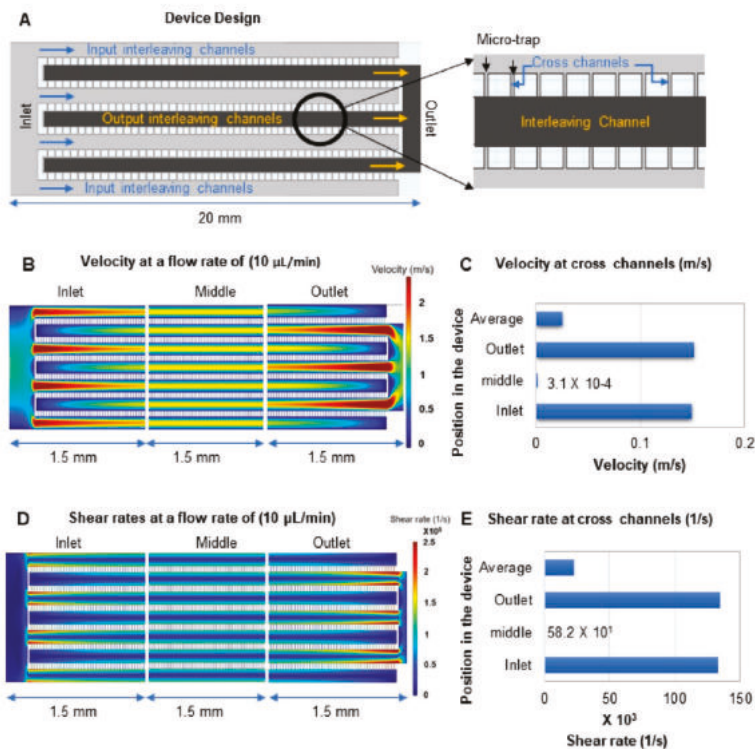 A
Device Design
Input interleaving channels
Output interleaving channels
Input interleaving channels
Inlet
Outlet
20 mm
Micro-trap
Cross channels
Interleaving Channel
B
Velocity at a flow rate of (10 µL/min)
Velocity (m/s)
Inlet
Middle
Outlet
2
1.5
1
0.5
0
1.5 mm
1.5 mm
1.5 mm
C
Velocity at cross channels (m/s)
Position in the device
Average
Outlet
middle
3.1 X 10-4
Inlet
0
0.1
0.2
Velocity (m/s)
D
Shear rates at a flow rate of (10 µL/min)
Shear rate (1/s)
X10⁶
Inlet
Middle
Outlet
2.5
2
1.5
1
0.5
0
1.5 mm
1.5 mm
1.5 mm
E
Shear rate at cross channels (1/s)
Position in the device
Average
Outlet
middle
58.2 X 10¹
Inlet
0
50
100
150
X 10³
Shear rate (1/s)